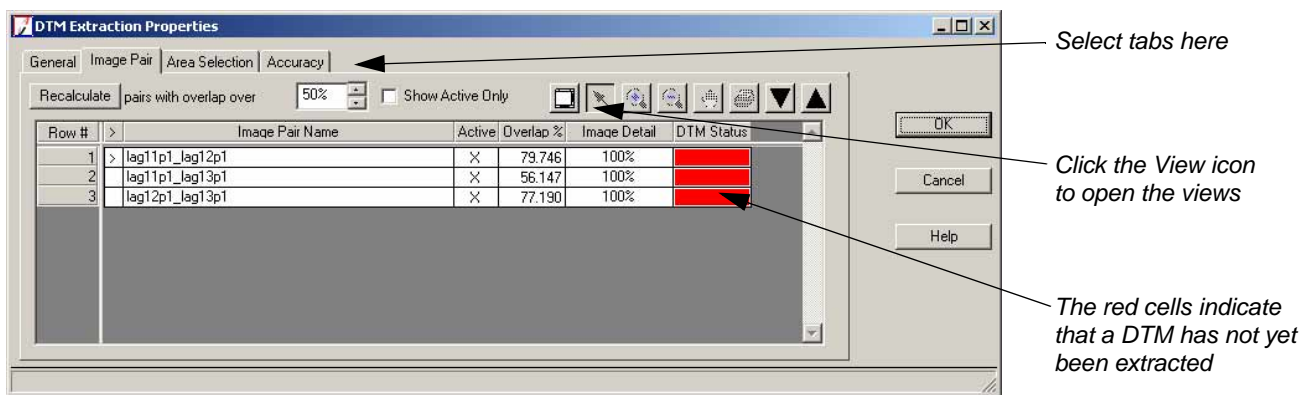 DTM Extraction Properties
General Image Pair Area Selection Accuracy
Select tabs here
Recalculate pairs with overlap over 50% Show Active Only
Row # > Image Pair Name Active Overlap % Image Detail DTM Status
1 > lag11p1_lag12p1 X 79.746 100%
2 lag11p1_lag13p1 X 56.147 100%
3 lag12p1_lag13p1 X 77.190 100%
OK
Cancel
Help
Click the View icon
to open the views
The red cells indicate
that a DTM has not yet
been extracted